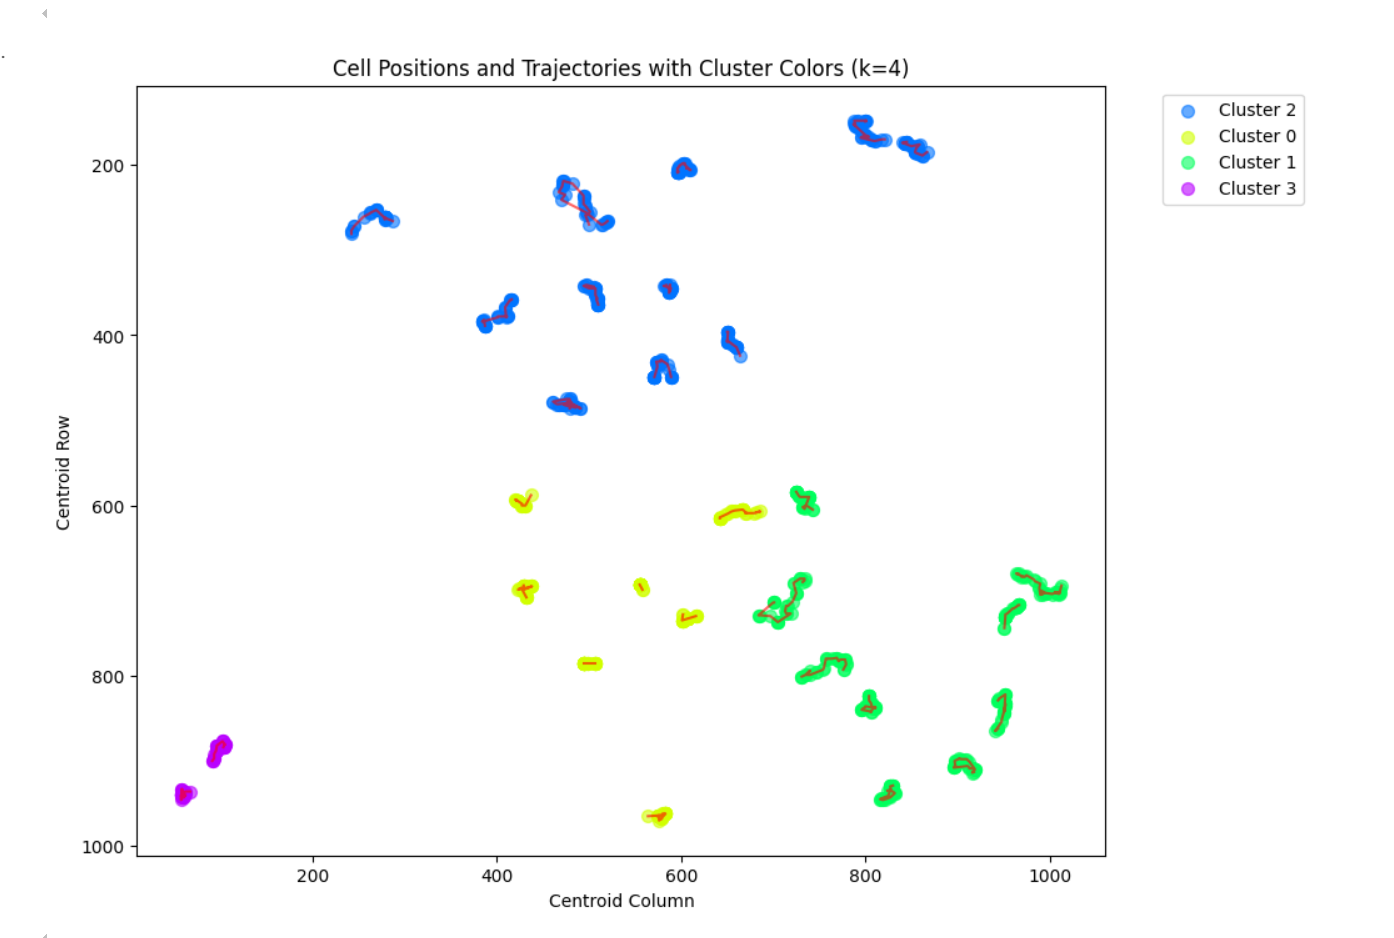 Cell Positions and Trajectories with Cluster Colors (k=4)
Cluster 2
Cluster 0
Cluster 1
Cluster 3
200
400
600
800
1000
Centroid Row
200
400
600
800
1000
Centroid Column